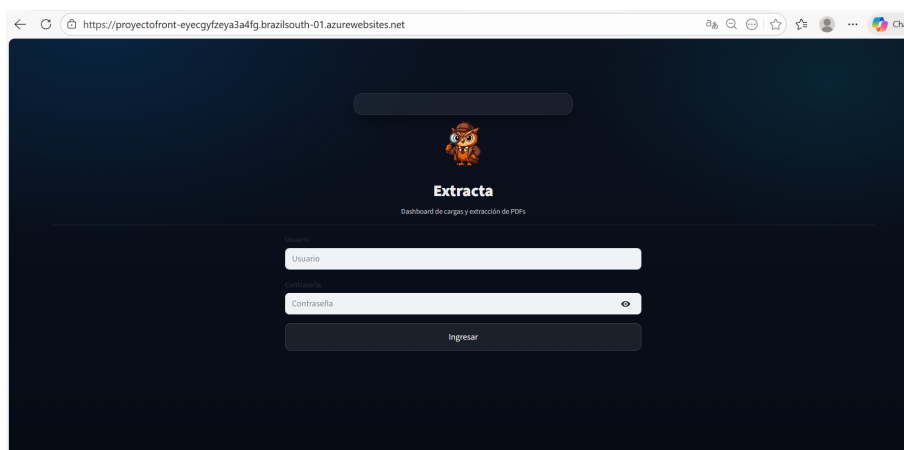 https://proyectofront-eyecgyfzeya3a4fg.brazilsouth-01.azurewebsites.net
Extracta
Dashboard de cargas y extracción de PDFs
Usuario
Usuario
Contraseña
Contraseña
Ingresar